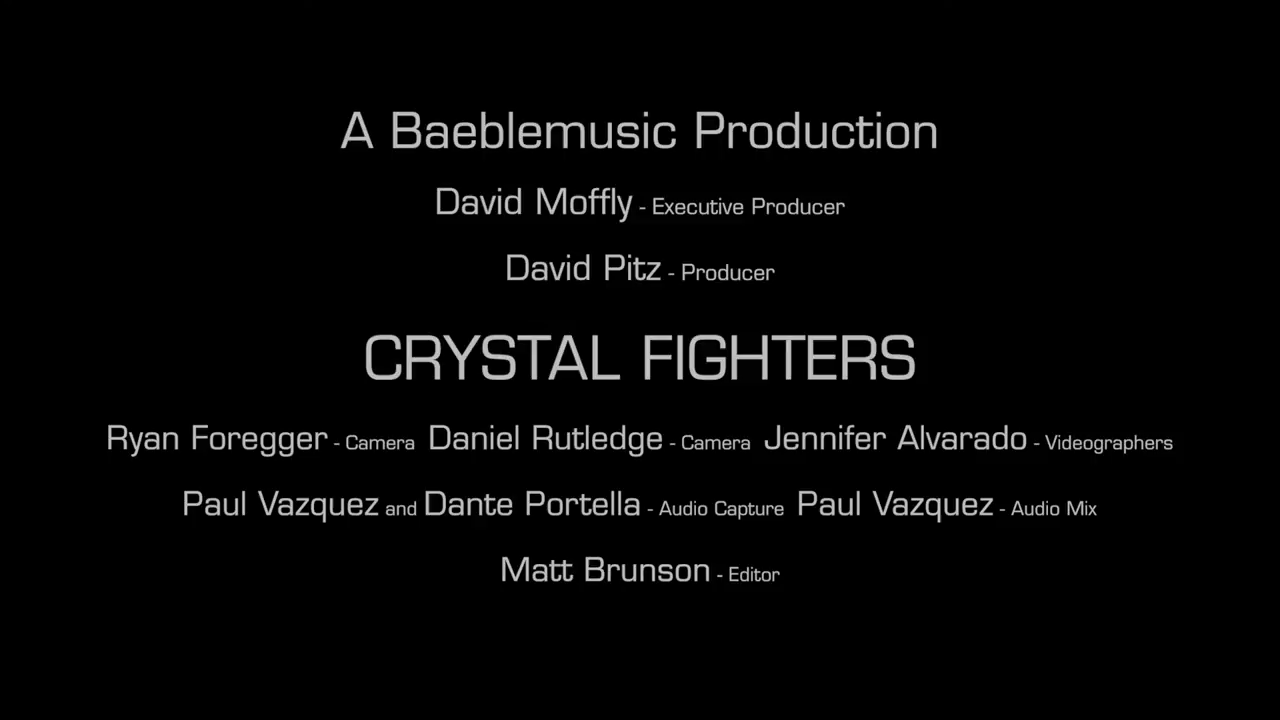 A Baeblemusic Production
David Moffly - Executive Producer
David Pitz - Producer
CRYSTAL FIGHTERS
Ryan Foregger - Camera Daniel Rutledge - Camera Jennifer Alvarado - Videographers
Paul Vazquez and Dante Portella - Audio Capture Paul Vazquez - Audio Mix
Matt Brunson - Editor